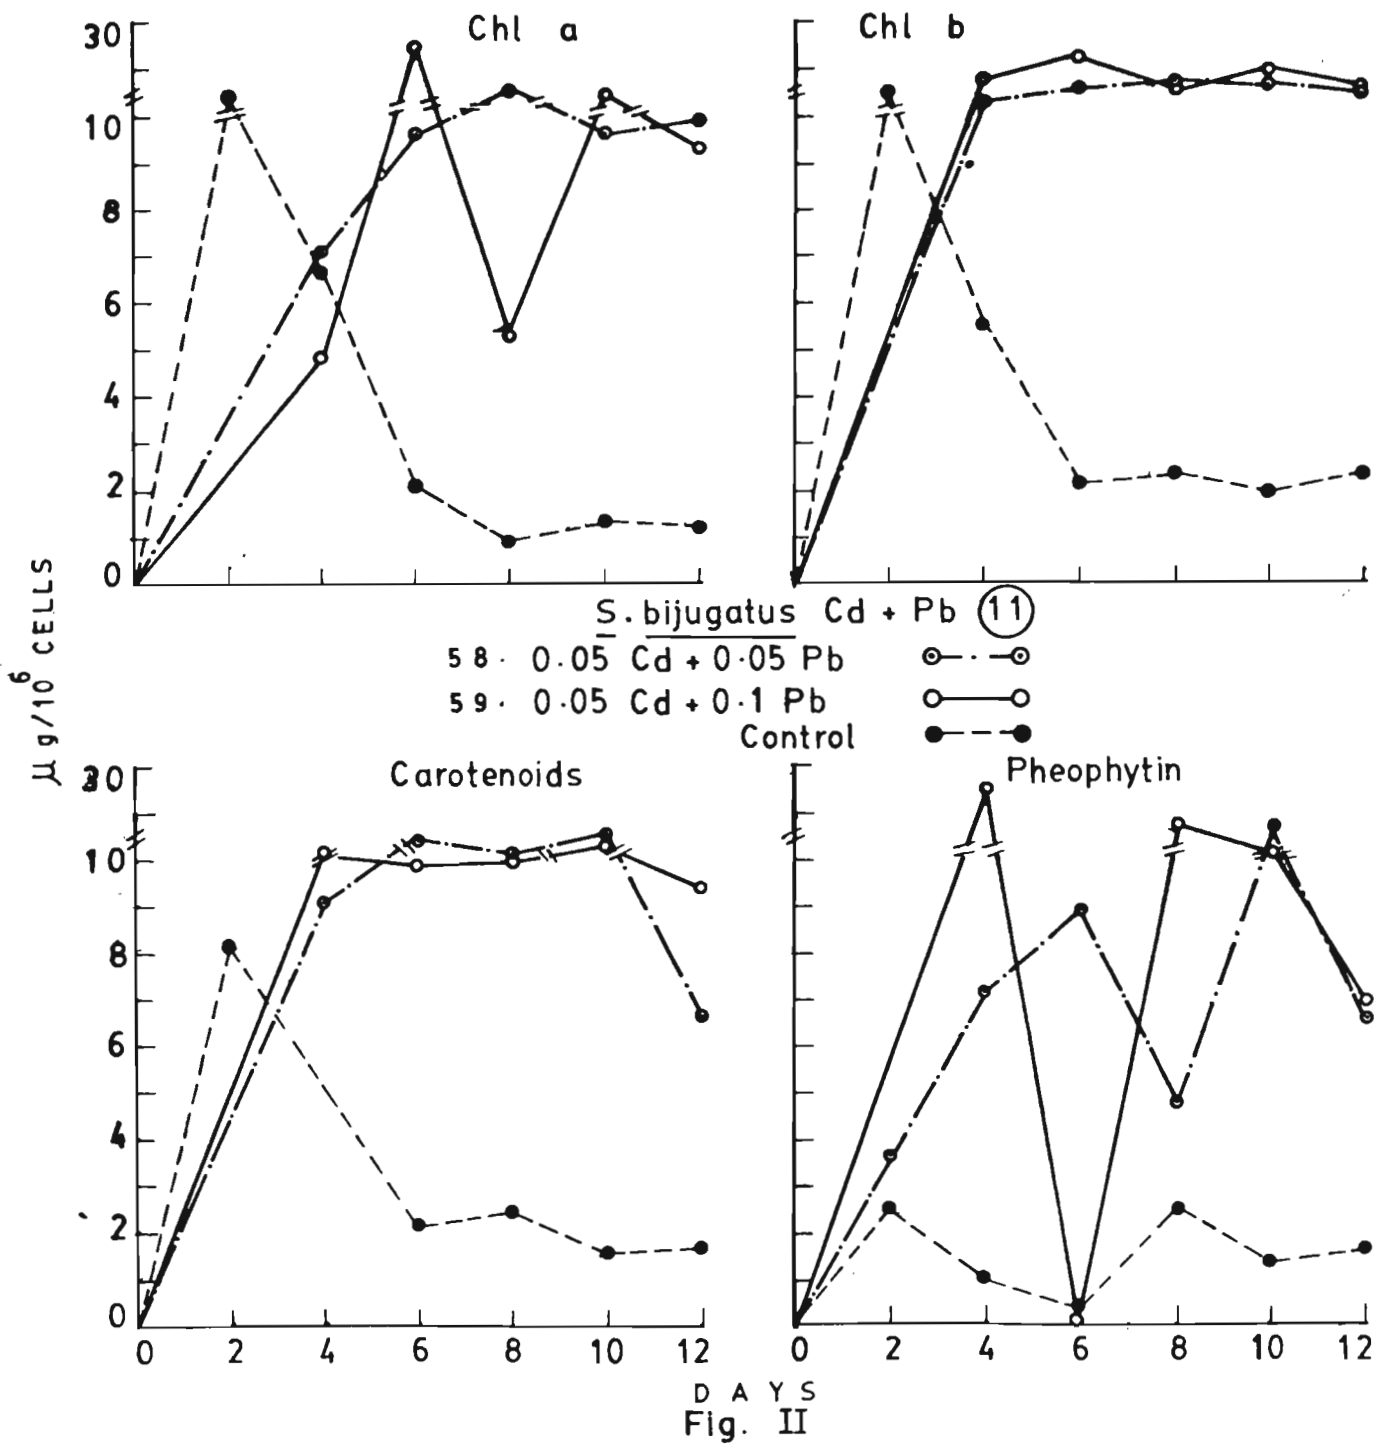 Chl a
Chl b
30
10
8
6
4
2
0
µg/10⁶ CELLS
S. bijugatus Cd + Pb 11
58. 0.05 Cd + 0.05 Pb
59. 0.05 Cd + 0.1 Pb
Control
Carotenoids
Pheophytin
30
10
8
6
4
2
0
0 2 4 6 8 10 12
0 2 4 6 8 10 12
DAYS
Fig. II